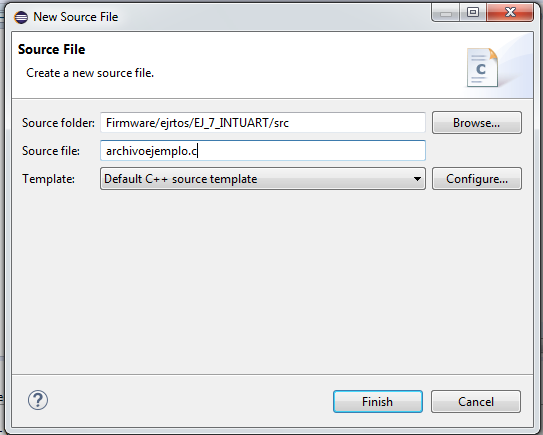 New Source File
Source File
Create a new source file.
C
Source folder: Firmware/ejrtos/EJ_7_INTUART/src Browse...
Source file: archivoejemplo.c
Template: Default C++ source template Configure...
? Finish Cancel